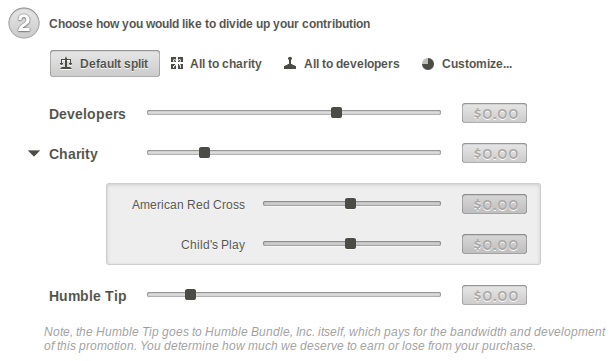 2 Choose how you would like to divide up your contribution
Default split All to charity All to developers Customize...
Developers $0.00
Charity $0.00
American Red Cross $0.00
Child's Play $0.00
Humble Tip $0.00
Note, the Humble Tip goes to Humble Bundle, Inc. itself, which pays for the bandwidth and development
of this promotion. You determine how much we deserve to earn or lose from your purchase.